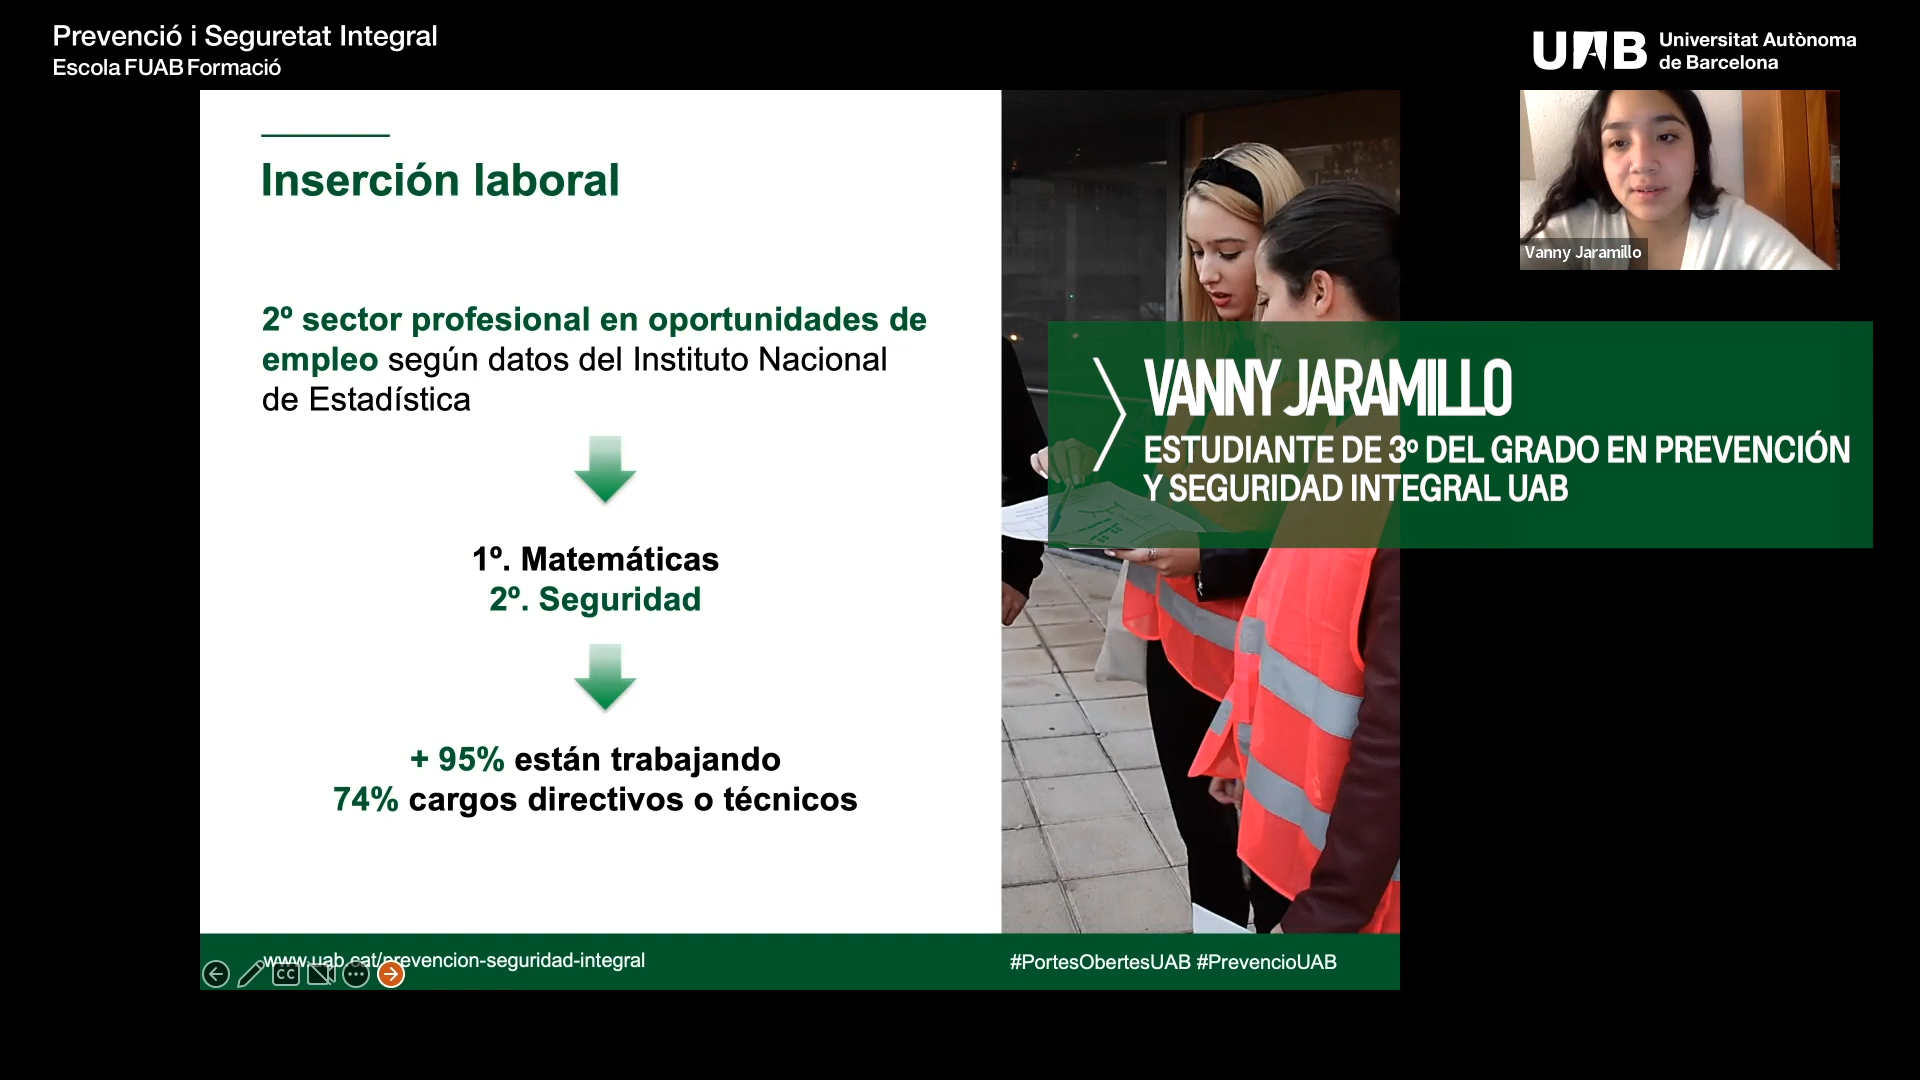 Prevenció i Seguretat Integral
Escola FUAB Formació
UAB Universitat Autònoma
de Barcelona
Inserción laboral
2º sector profesional en oportunidades de
empleo según datos del Instituto Nacional
de Estadística
1º. Matemáticas
2º. Seguridad
+ 95% están trabajando
74% cargos directivos o técnicos
www.uab.cat/prevencion-seguridad-integral
#PortesObertesUAB #PrevencioUAB
CC
Vanny Jaramillo
VANNY JARAMILLO
ESTUDIANTE DE 3º DEL GRADO EN PREVENCIÓN
Y SEGURIDAD INTEGRAL UAB